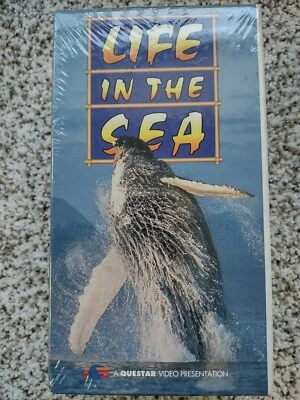 LIFE
IN THE
SEA
A QUESTAR VIDEO PRESENTATION